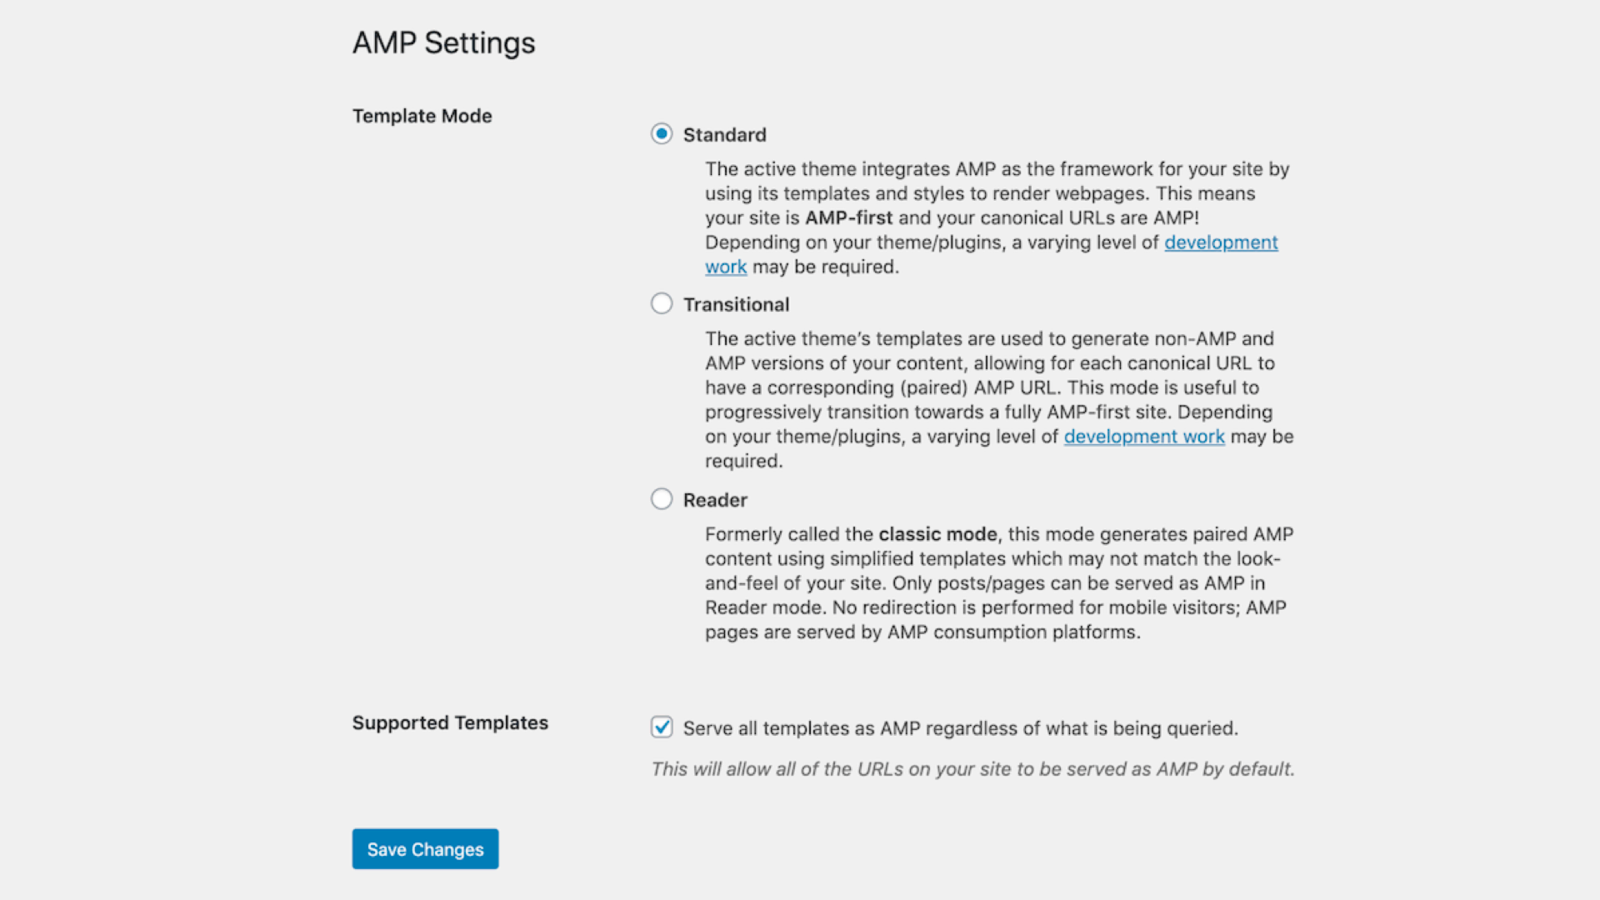 AMP Settings
Template Mode
Standard
The active theme integrates AMP as the framework for your site by
using its templates and styles to render webpages. This means
your site is AMP-first and your canonical URLs are AMP!
Depending on your theme/plugins, a varying level of development
work may be required.
Transitional
The active theme’s templates are used to generate non-AMP and
AMP versions of your content, allowing for each canonical URL to
have a corresponding (paired) AMP URL. This mode is useful to
progressively transition towards a fully AMP-first site. Depending
on your theme/plugins, a varying level of development work may be
required.
Reader
Formerly called the classic mode, this mode generates paired AMP
content using simplified templates which may not match the look-
and-feel of your site. Only posts/pages can be served as AMP in
Reader mode. No redirection is performed for mobile visitors; AMP
pages are served by AMP consumption platforms.
Supported Templates
Serve all templates as AMP regardless of what is being queried.
This will allow all of the URLs on your site to be served as AMP by default.
Save Changes